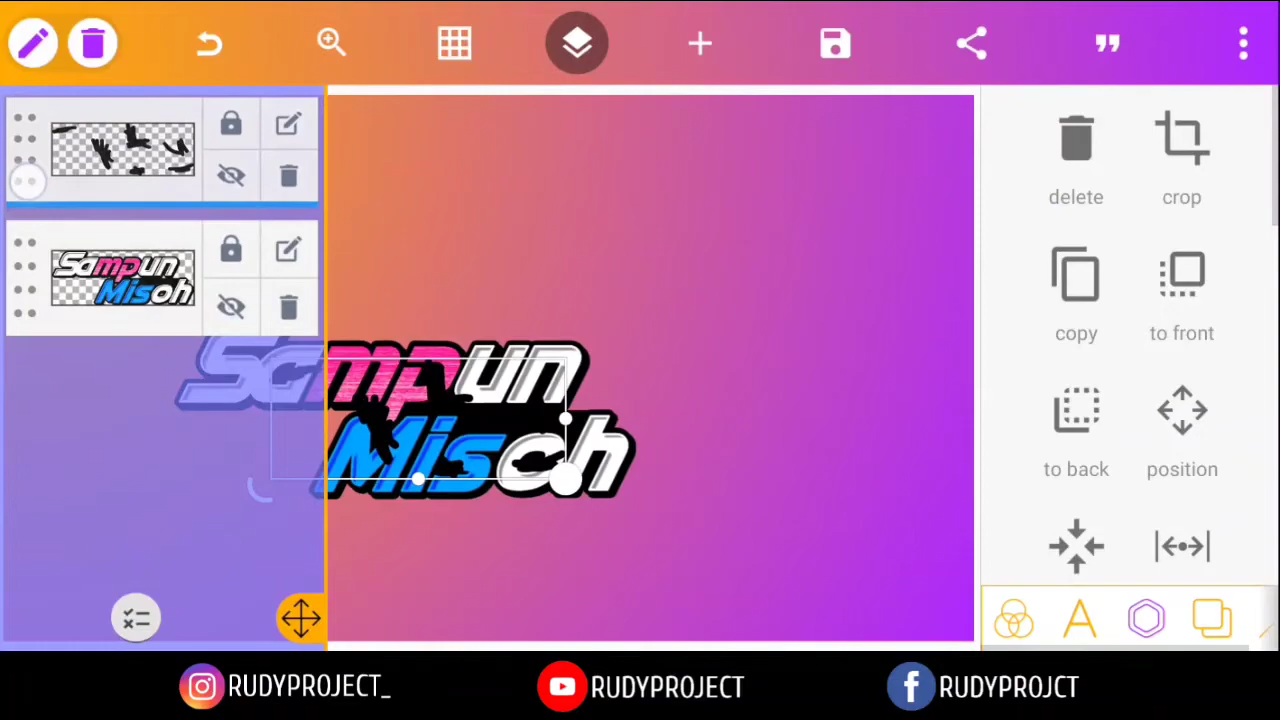 Sampun
Misoh
Sampun
Misoh
delete
crop
copy
to front
to back
position
RUDYPROJECT_
RUDYPROJECT
RUDYPROJCT